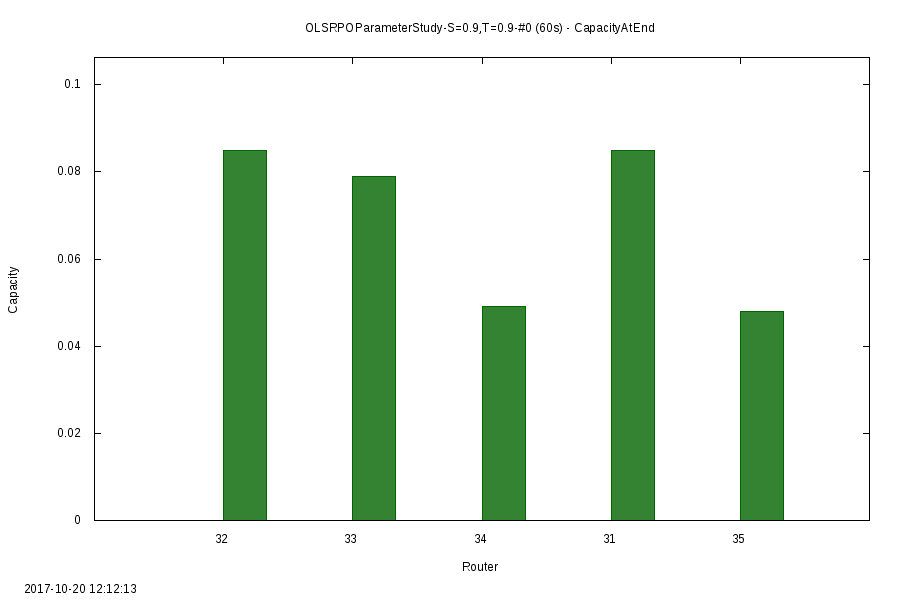 OLSRPOParameterStudy-S=0.9,T=0.9-#0 (60s) - CapacityAtEnd
0.1
0.08
0.06
0.04
0.02
0
Capacity
32 33 34 31 35
Router
2017-10-20 12:12:13